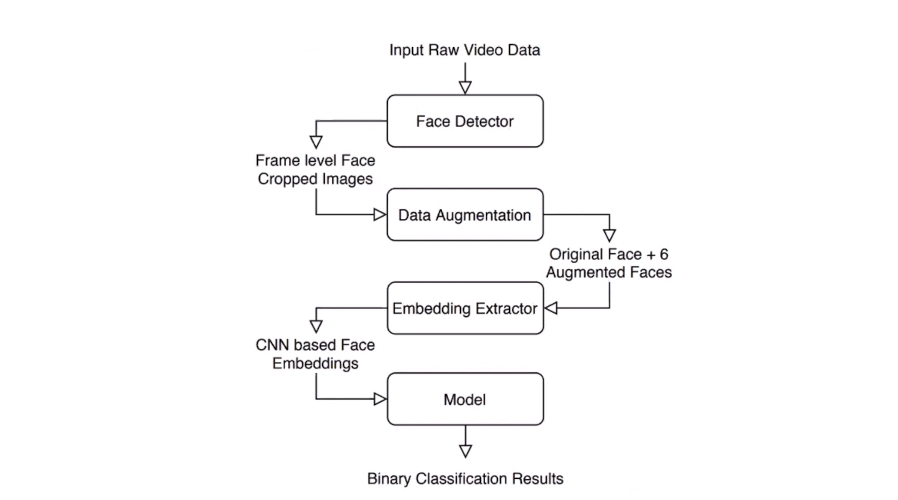 Input Raw Video Data
Face Detector
Frame level Face
Cropped Images
Data Augmentation
Original Face + 6
Augmented Faces
Embedding Extractor
CNN based Face
Embeddings
Model
Binary Classification Results